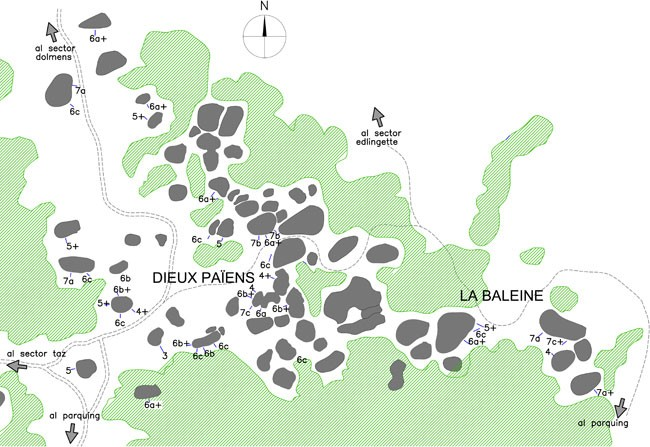 N
6a+
al sector
dolmens
7a
6c
6a+
5+
al sector
edlingette
6a+
6c
5
7b
7b
6a+
5+
6c
7a
6c
6b
DIEUX PAÏENS
4+
6b+
5+
4+
6c
4
6b+
7c
6a
6b+
LA BALEINE
5+
6c
6a+
7a
7c+
4
3
6b+
6c
6b
6c
6c
al sector taz
5
6a+
7a+
al parquing
al parquing